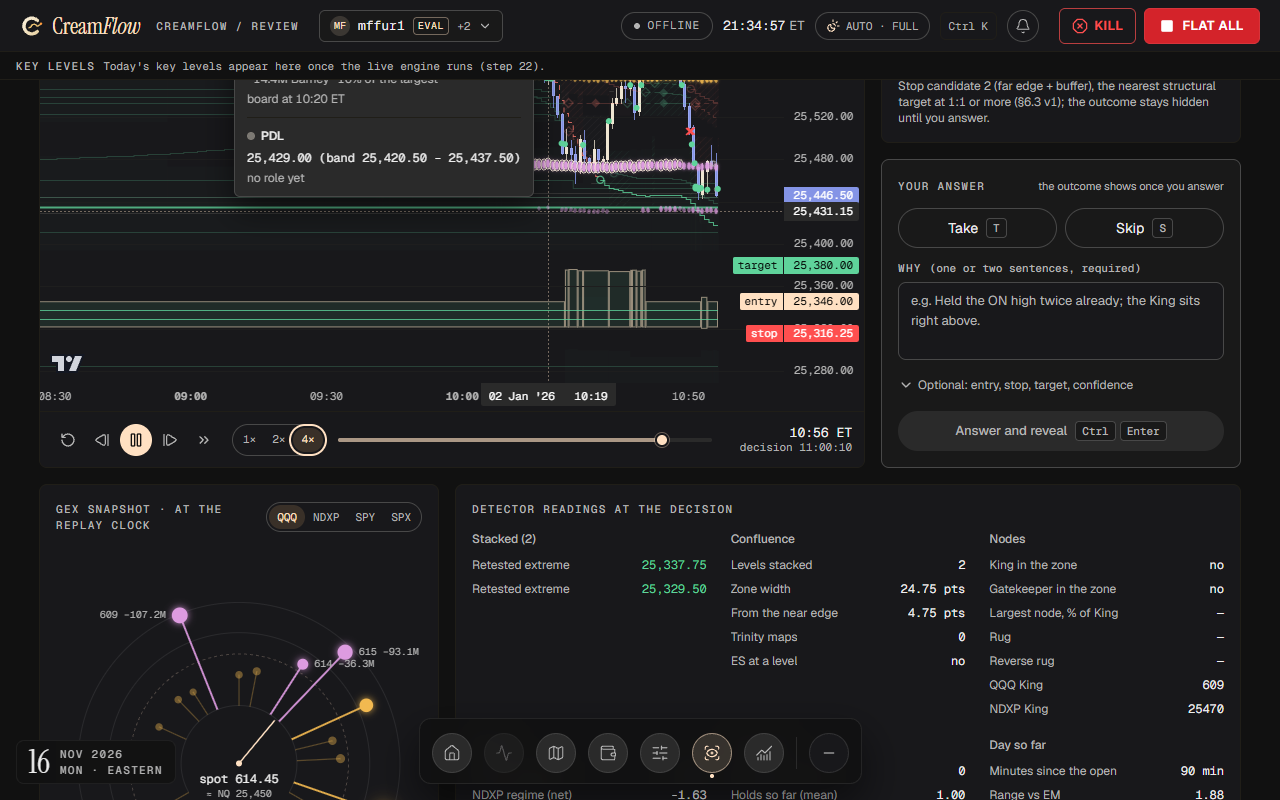 CreamFlow
CREAMFLOW / REVIEW
MF mffur1 EVAL +2
OFFLINE
21:34:57 ET
AUTO · FULL
Ctrl K
KILL
FLAT ALL
KEY LEVELS Today's key levels appear here once the live engine runs (step 22).
board at 10:20 ET
PDL
25,429.00 (band 25,420.50 – 25,437.50)
no role yet
25,520.00
25,480.00
25,446.50
25,431.15
25,400.00
target 25,380.00
25,360.00
entry 25,346.00
stop 25,316.25
25,280.00
08:30
09:00
09:30
10:00
02 Jan '26 10:19
10:50
1×
2×
4×
10:56 ET
decision 11:00:10
Stop candidate 2 (far edge + buffer), the nearest structural
target at 1:1 or more (§6.3 v1); the outcome stays hidden
until you answer.
YOUR ANSWER
the outcome shows once you answer
Take T
Skip S
WHY (one or two sentences, required)
e.g. Held the ON high twice already; the King sits
right above.
Optional: entry, stop, target, confidence
Answer and reveal Ctrl Enter
GEX SNAPSHOT · AT THE
REPLAY CLOCK
QQQ NDXP SPY SPX
609 −107.2M
615 −93.1M
614 −36.3M
spot 614.45
≈ NQ 25,450
DETECTOR READINGS AT THE DECISION
Stacked (2)
Retested extreme 25,337.75
Retested extreme 25,329.50
Confluence
Levels stacked 2
Zone width 24.75 pts
From the near edge 4.75 pts
Trinity maps 0
ES at a level no
Nodes
King in the zone no
Gatekeeper in the zone no
Largest node, % of King –
Rug –
Reverse rug –
QQQ King 609
NDXP King 25470
Day so far
0
Minutes since the open 90 min
NDXP regime (net) −1.63
Holds so far (mean) 1.00
Range vs EM 1.88
16
NOV 2026
MON · EASTERN